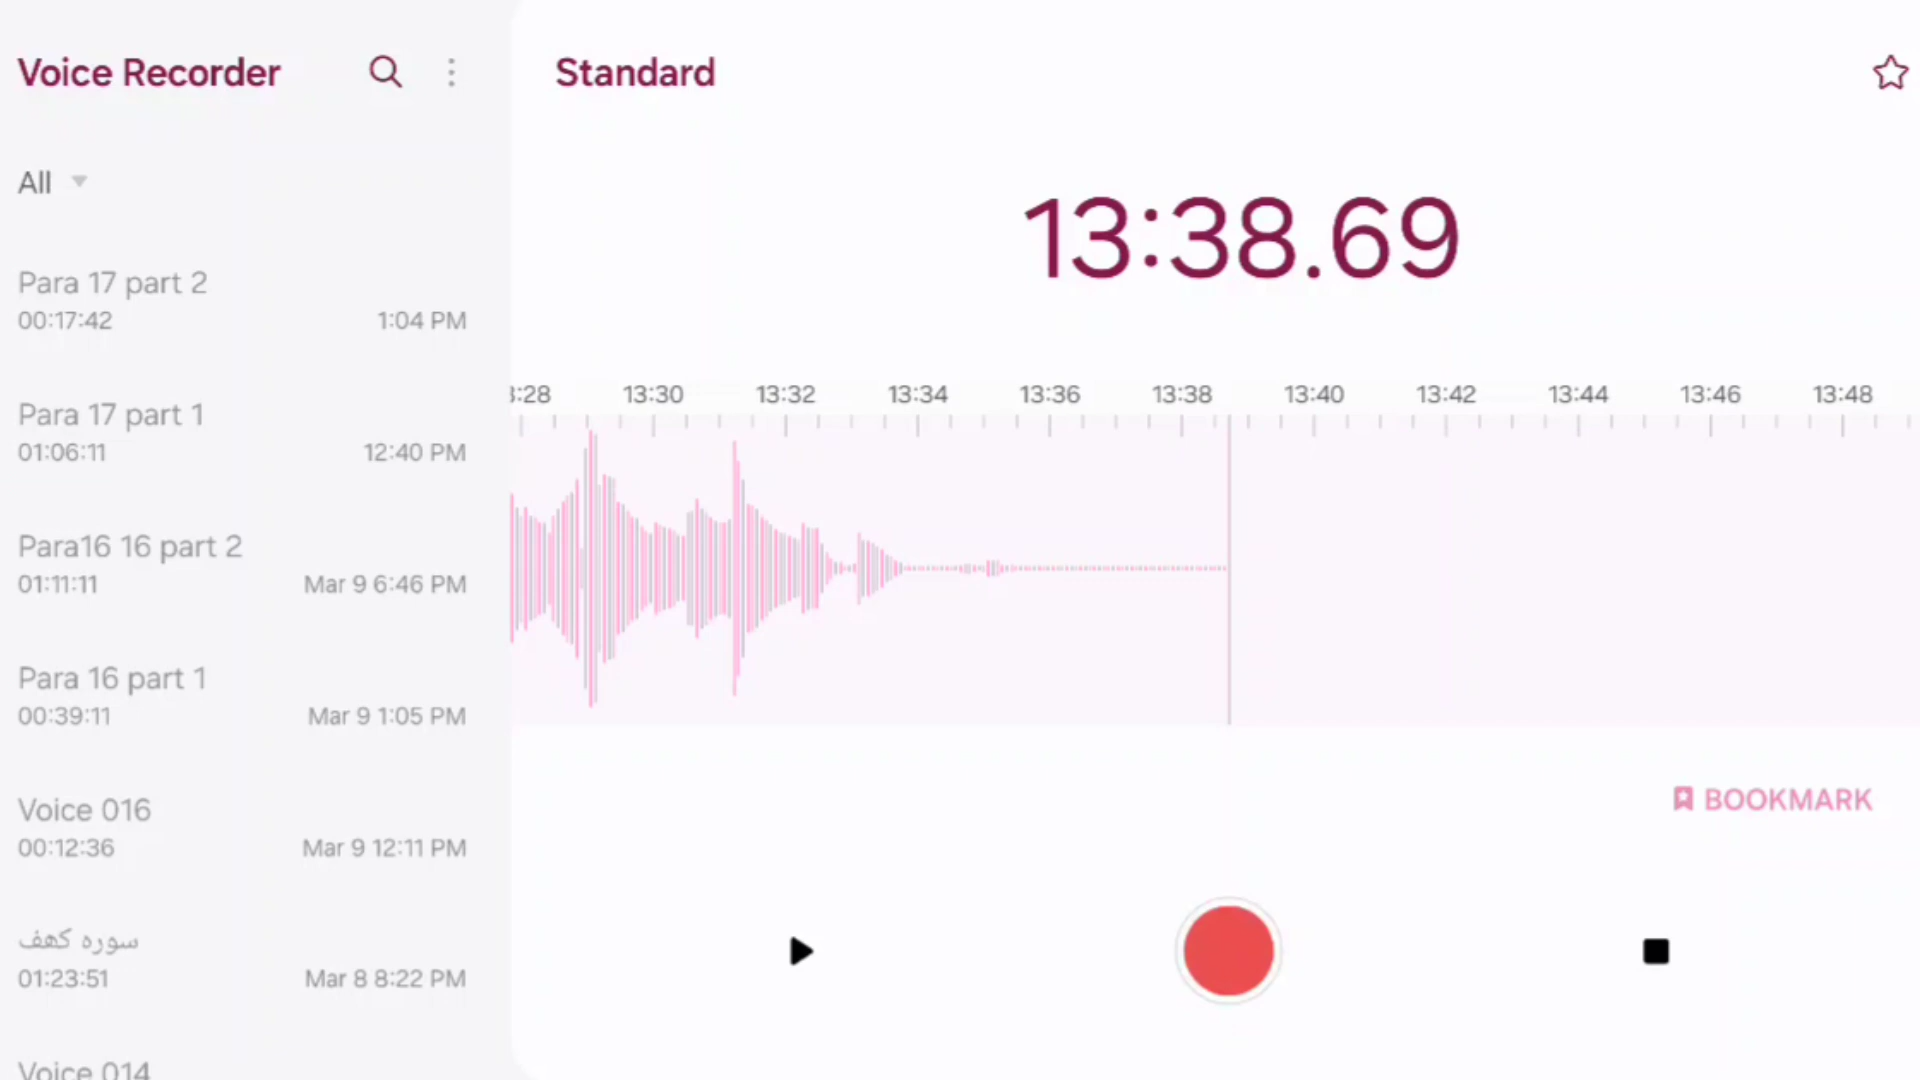 Voice Recorder
All
Para 17 part 2
00:17:42 1:04 PM
Para 17 part 1
01:06:11 12:40 PM
Para16 16 part 2
01:11:11 Mar 9 6:46 PM
Para 16 part 1
00:39:11 Mar 9 1:05 PM
Voice 016
00:12:36 Mar 9 12:11 PM
سوره كهف
01:23:51 Mar 8 8:22 PM
Voice 014
Standard
13:38.69
3:28 13:30 13:32 13:34 13:36 13:38 13:40 13:42 13:44 13:46 13:48
BOOKMARK